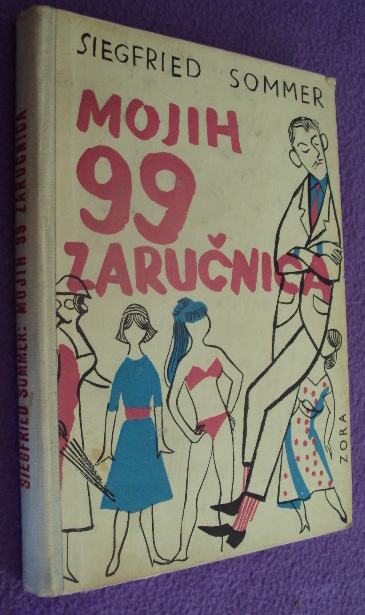 SIEGFRIED SOMMER
MOJIH
99
ZARUČNICA
ZORA
SIEGFRIED SOMMER: MOJIH 99 ZARUČNICA